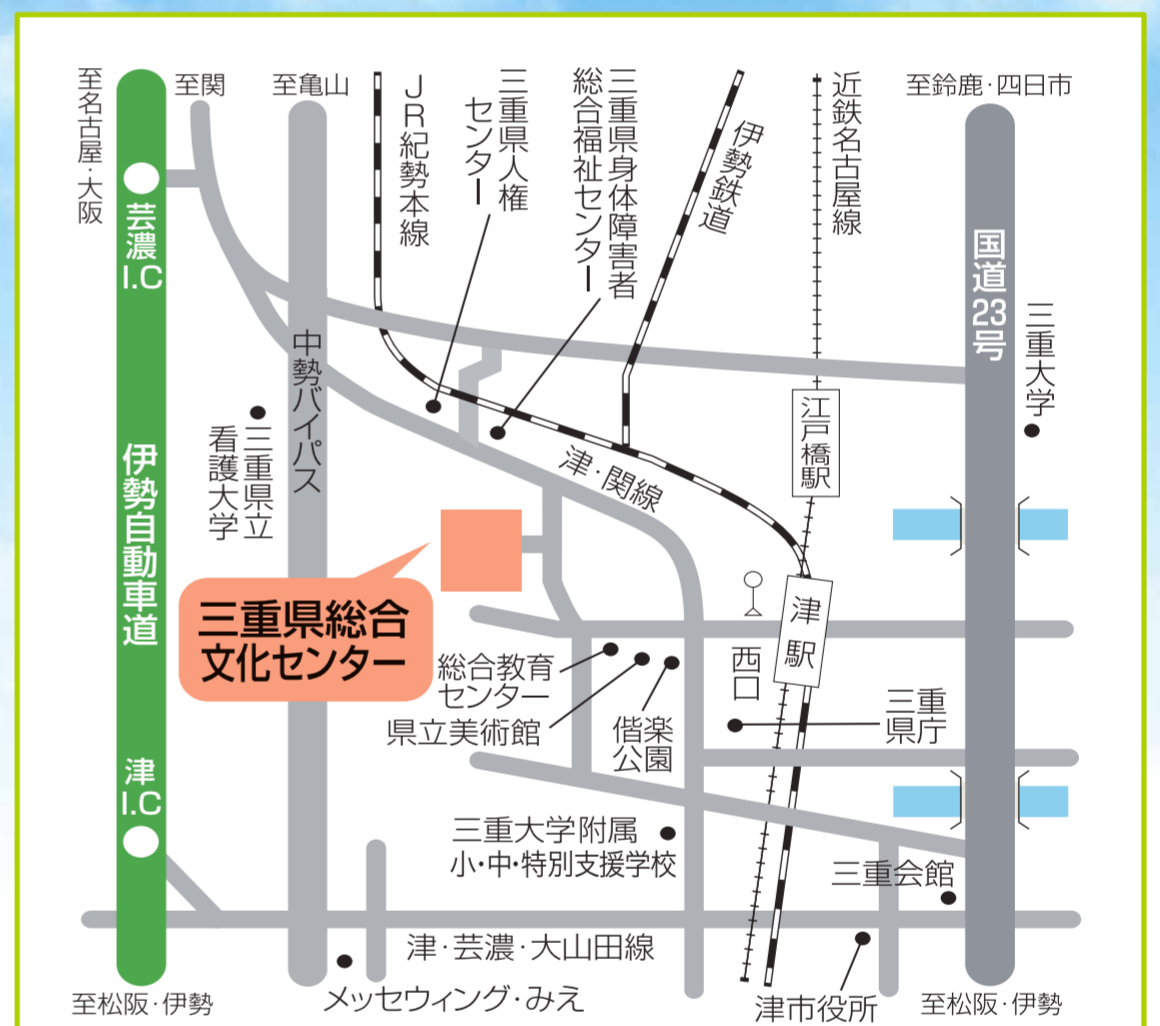 至名古屋・大阪
至関
至亀山
JR紀勢本線
三重県人権
センター
三重県身体障害者
総合福祉センター
伊勢鉄道
近鉄名古屋線
至鈴鹿・四日市
芸濃
I.C
国道23号
三重大学
中勢バイパス
江戸橋駅
三重県立
看護大学
津・関線
伊勢自動車道
三重県総合
文化センター
津駅
西口
総合教育
センター
県立美術館
偕楽
公園
三重
県庁
津
I.C
三重大学附属
小・中・特別支援学校
三重会館
津・芸濃・大山田線
メッセウィング・みえ
津市役所
至松阪・伊勢
至松阪・伊勢